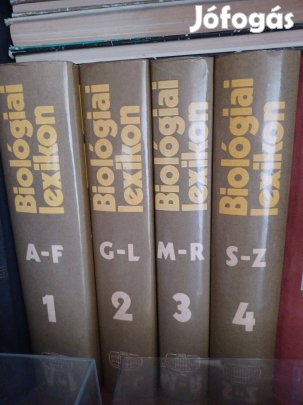 Jófogás
Biológiai
lexikon
A-F
1
Biológiai
lexikon
G-L
2
Biológiai
lexikon
M-R
3
Biológiai
lexikon
S-Z
4